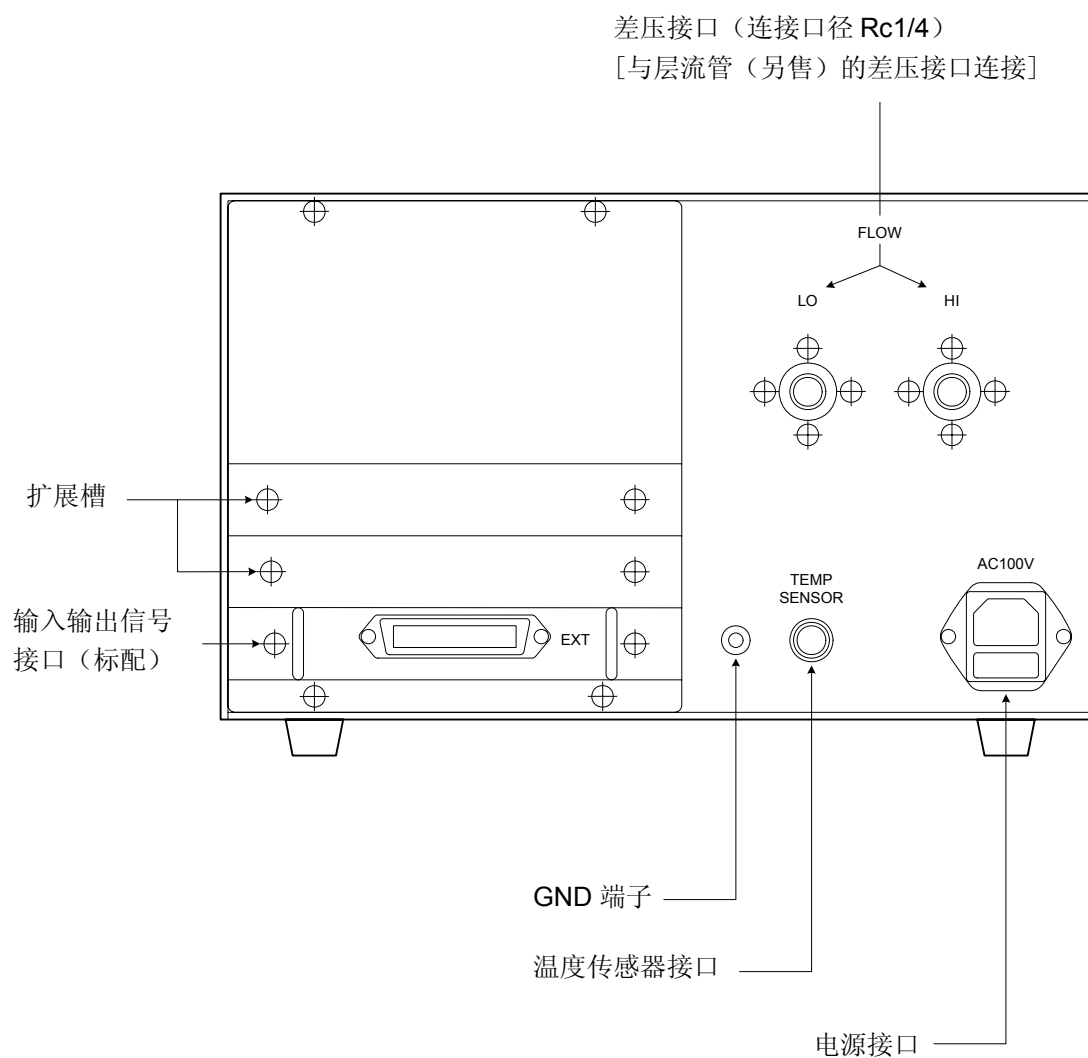 差压接口（连接口径 Rc1/4）
[与层流管（另售）的差压接口连接]
FLOW
LO
HI
扩展槽
TEMP
SENSOR
AC100V
输入输出信号
接口（标配）
EXT
GND 端子
温度传感器接口
电源接口